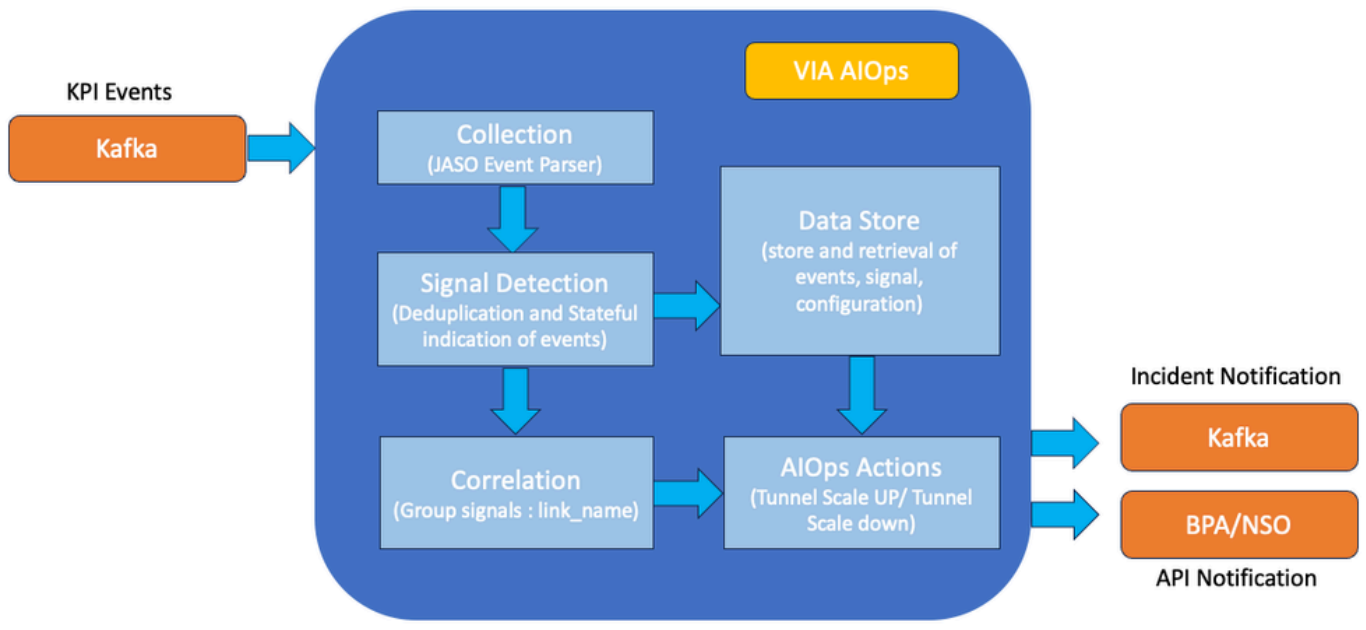 VIA AIOps
KPI Events
Kafka
Collection
(JASO Event Parser)
Signal Detection
(Deduplication and Stateful
indication of events)
Data Store
(store and retrieval of
events, signal,
configuration)
Correlation
(Group signals : link_name)
AIOps Actions
(Tunnel Scale UP/ Tunnel
Scale down)
Incident Notification
Kafka
BPA/NSO
API Notification